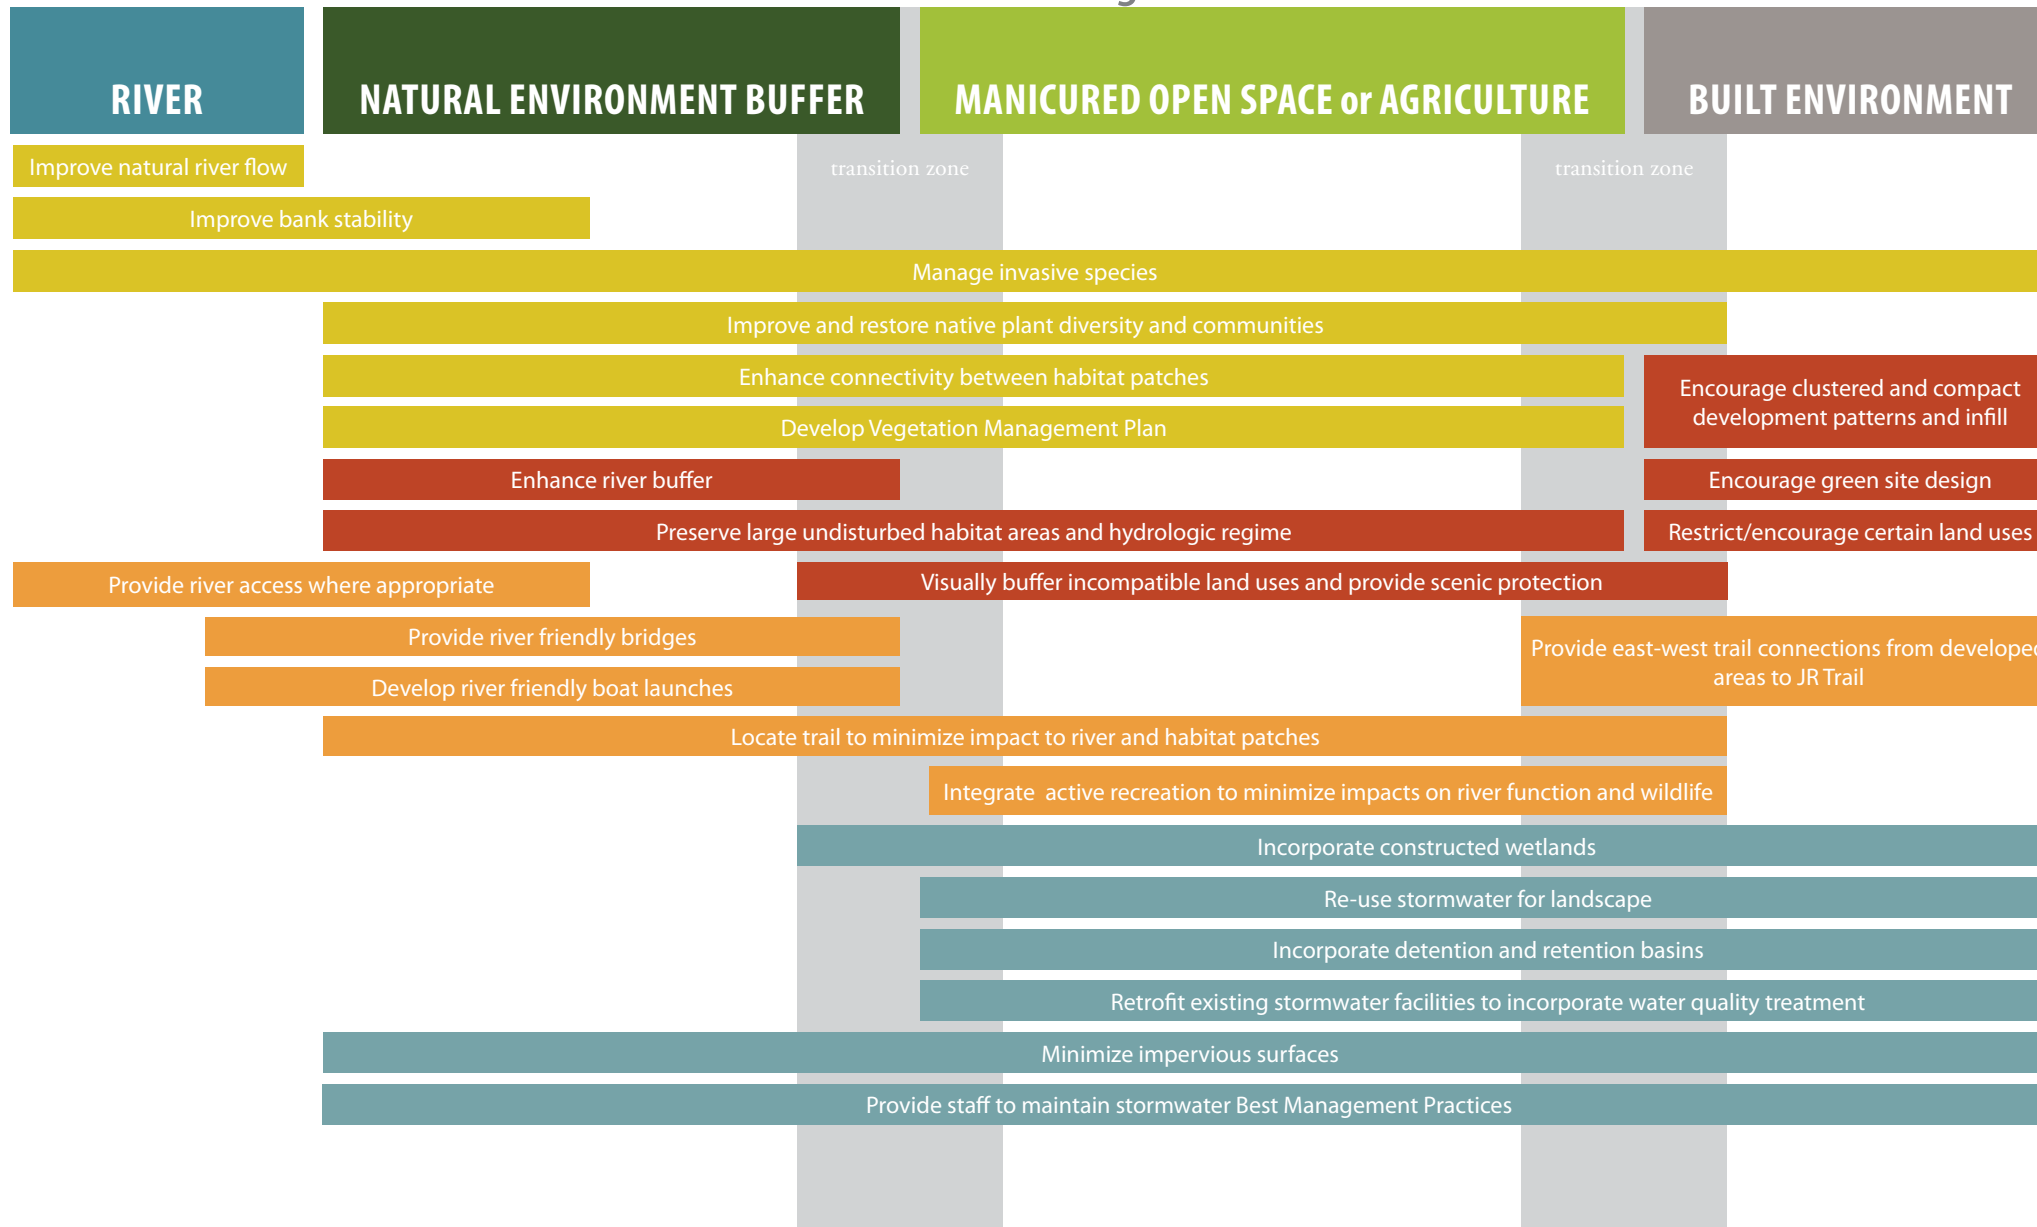 RIVER
NATURAL ENVIRONMENT BUFFER
MANICURED OPEN SPACE or AGRICULTURE
BUILT ENVIRONMENT
transition zone
transition zone
Improve natural river flow
Improve bank stability
Manage invasive species
Improve and restore native plant diversity and communities
Enhance connectivity between habitat patches
Encourage clustered and compact
development patterns and infill
Develop Vegetation Management Plan
Enhance river buffer
Encourage green site design
Preserve large undisturbed habitat areas and hydrologic regime
Restrict/encourage certain land uses
Provide river access where appropriate
Visually buffer incompatible land uses and provide scenic protection
Provide river friendly bridges
Provide east-west trail connections from developed
areas to JR Trail
Develop river friendly boat launches
Locate trail to minimize impact to river and habitat patches
Integrate active recreation to minimize impacts on river function and wildlife
Incorporate constructed wetlands
Re-use stormwater for landscape
Incorporate detention and retention basins
Retrofit existing stormwater facilities to incorporate water quality treatment
Minimize impervious surfaces
Provide staff to maintain stormwater Best Management Practices